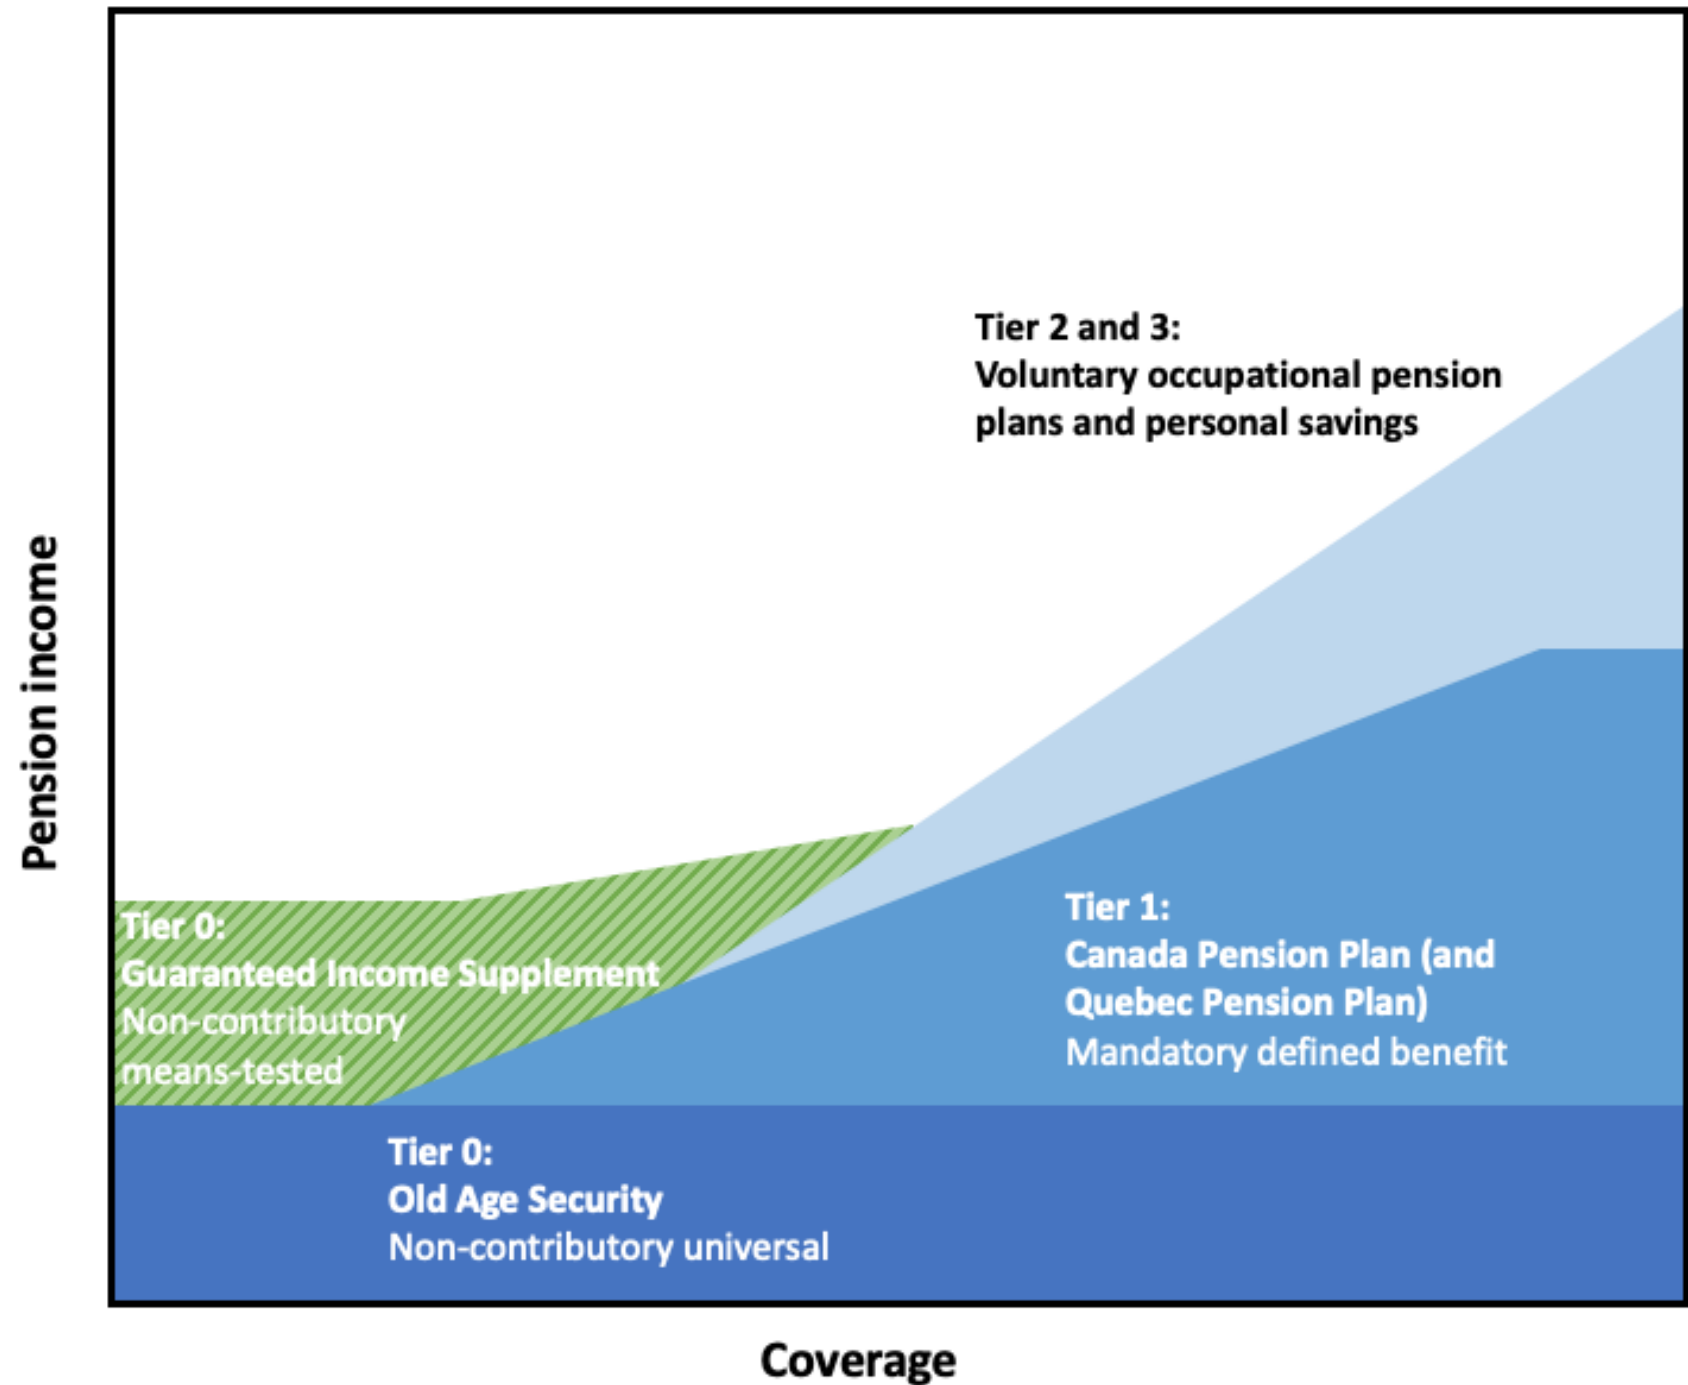 Pension income
Tier 2 and 3:
Voluntary occupational pension
plans and personal savings
Tier 0:
Guaranteed Income Supplement
Non-contributory
means-tested
Tier 1:
Canada Pension Plan (and
Quebec Pension Plan)
Mandatory defined benefit
Tier 0:
Old Age Security
Non-contributory universal
Coverage